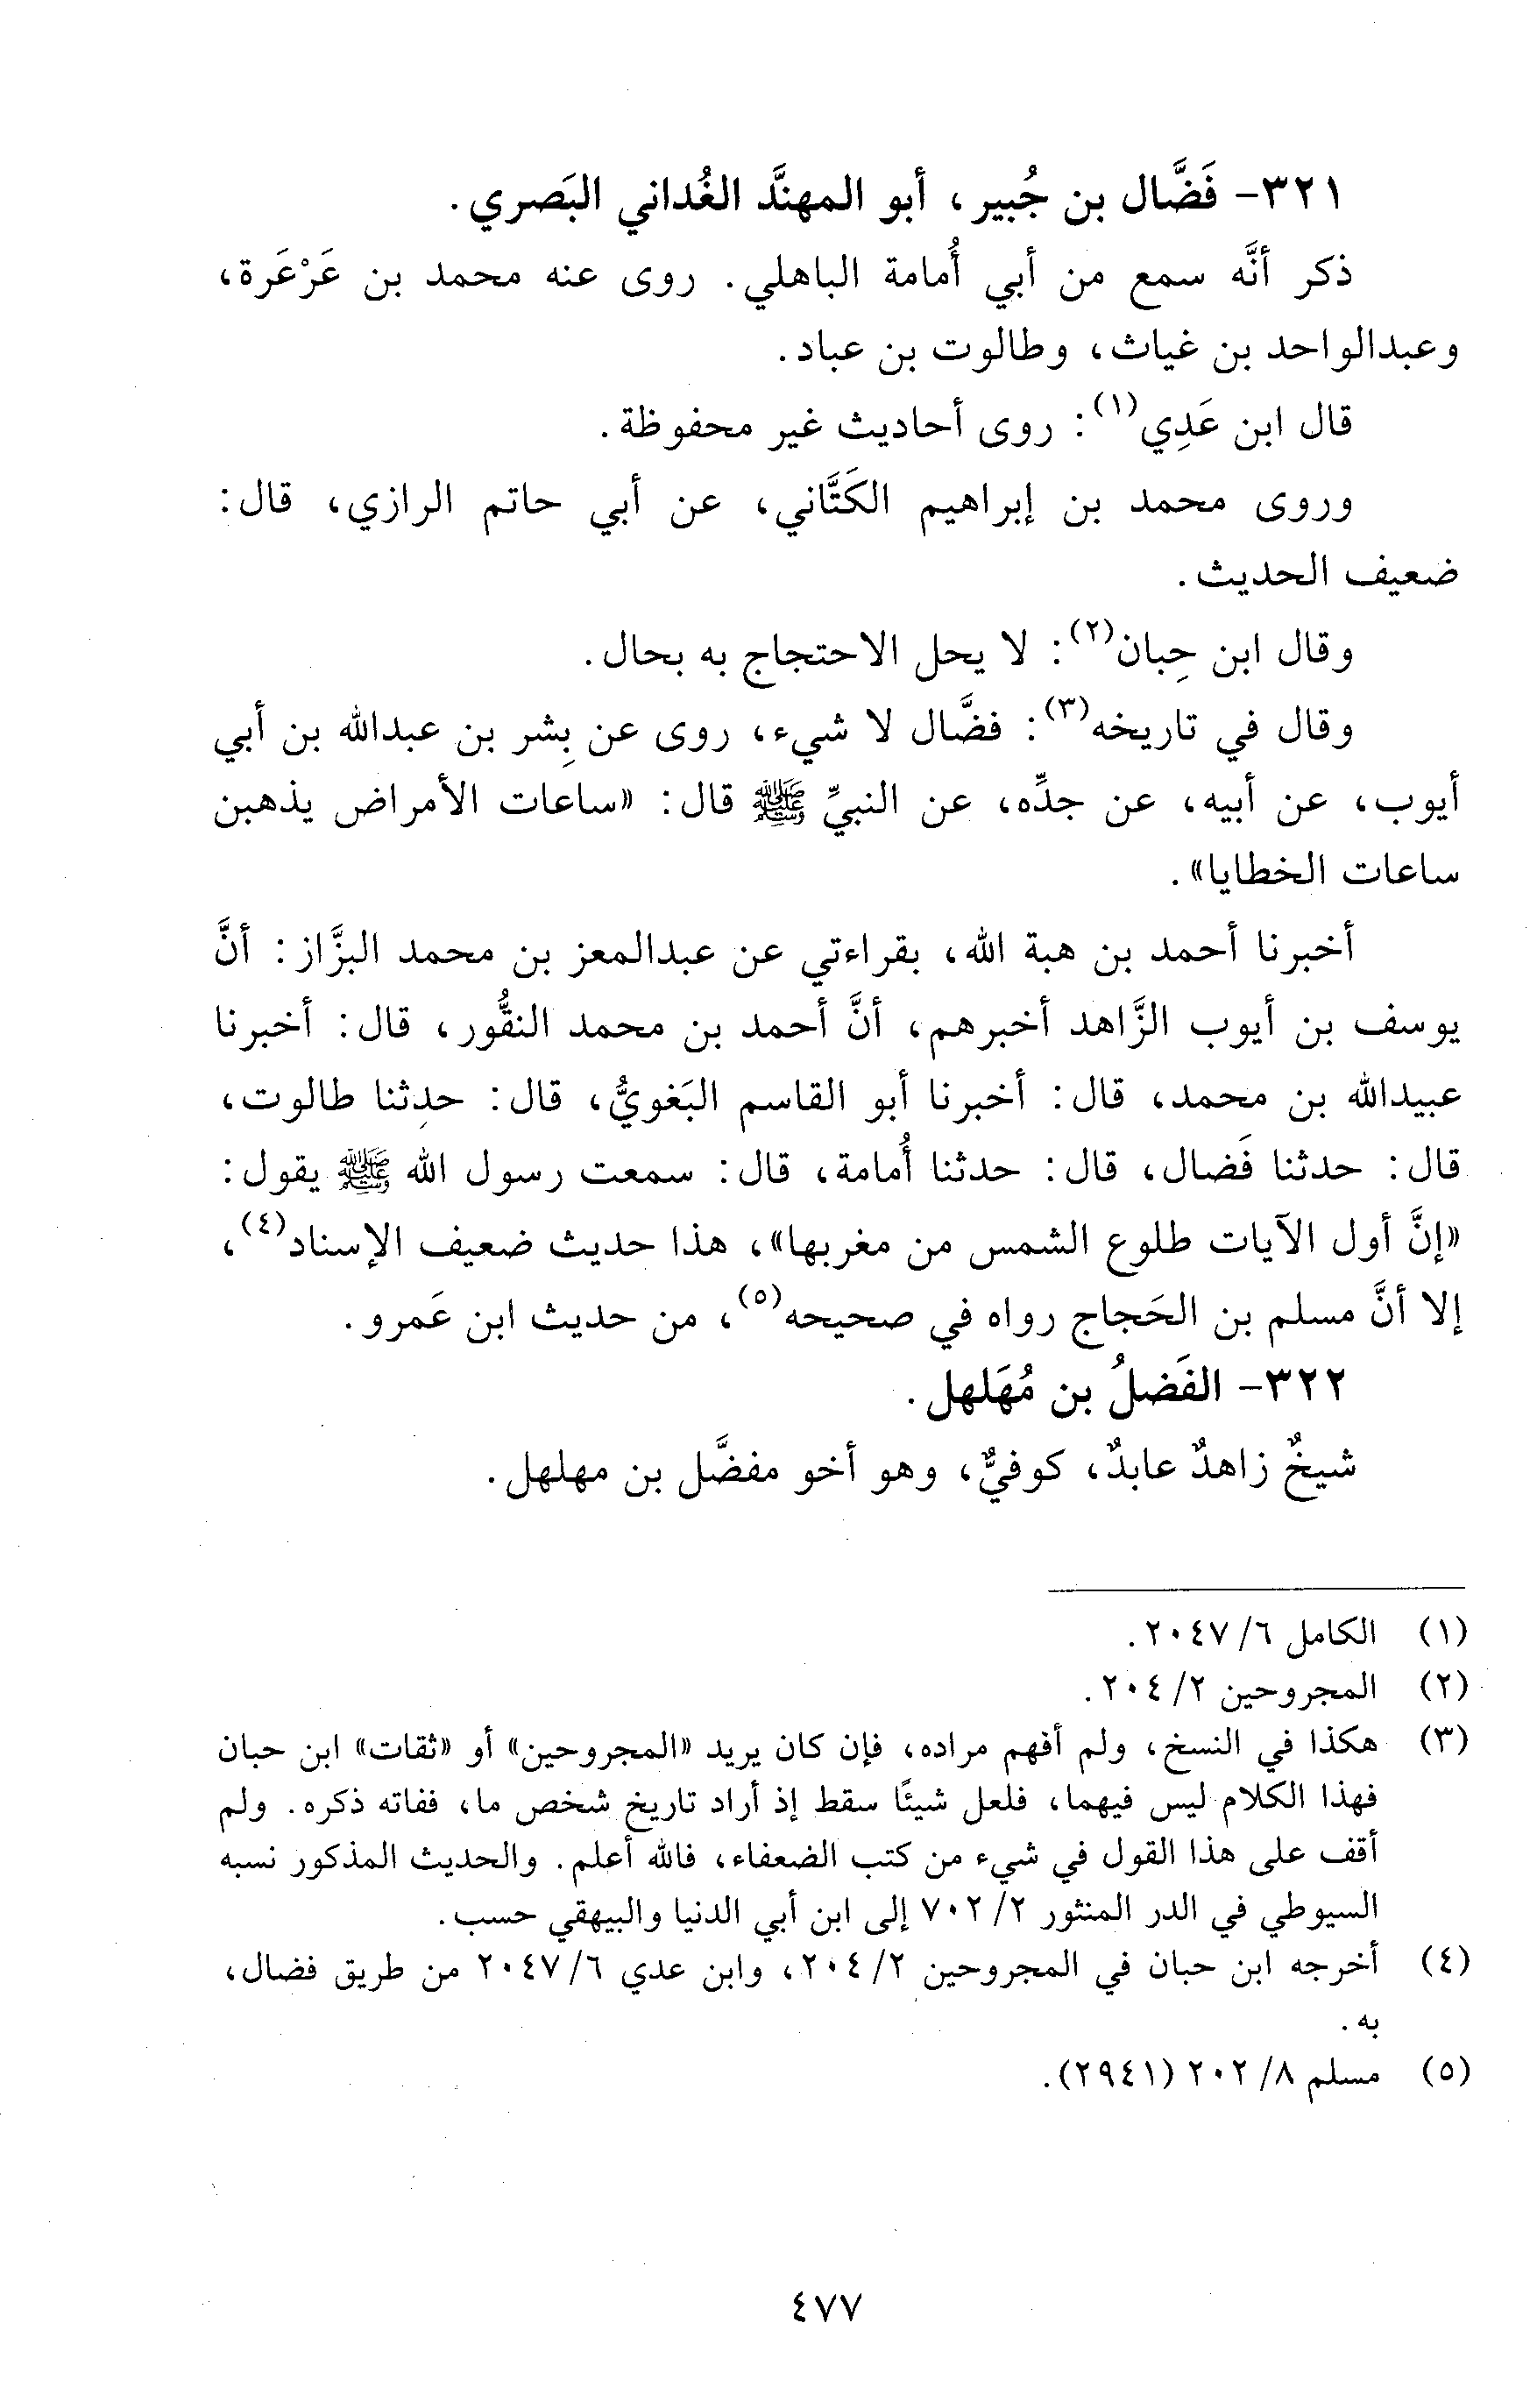 ٣٢١- فَضَّال بن جُبير، أبو المهنَّد الغُداني البَصري.
ذكر أنَّه سمع من أبي أُمامة الباهلي. روى عنه محمد بن عَرْعَرة،
وعبدالواحد بن غياث، وطالوت بن عباد.
قال ابن عَدِي(١): روى أحاديث غير محفوظة.
وروى محمد بن إبراهيم الكَتَّاني، عن أبي حاتم الرازي، قال:
ضعيف الحديث.
وقال ابن حِبان(٢): لا يحل الاحتجاج به بحال.
وقال في تاريخه(٣): فضَّال لا شيء، روى عن بِشر بن عبدالله بن أبي
أيوب، عن أبيه، عن جدِّه، عن النبيِّ ﷺ قال: «ساعات الأمراض يذهبن
ساعات الخطايا».
أخبرنا أحمد بن هبة الله، بقراءتي عن عبدالمعز بن محمد البزَّاز: أنَّ
يوسف بن أيوب الزَّاهد أخبرهم، أنَّ أحمد بن محمد النقُّور، قال: أخبرنا
عبيدالله بن محمد، قال: أخبرنا أبو القاسم البَغويُّ، قال: حدثنا طالوت،
قال: حدثنا فَضال، قال: حدثنا أُمامة، قال: سمعت رسول الله ﷺ يقول:
«إنَّ أول الآيات طلوع الشمس من مغربها»، هذا حديث ضعيف الإسناد(٤)،
إلا أنَّ مسلم بن الحَجاج رواه في صحيحه(٥)، من حديث ابن عَمرو.
٣٢٢- الفَضلُ بن مُهَلهل.
شيخٌ زاهدٌ عابدٌ، كوفيٌّ، وهو أخو مفضَّل بن مهلهل.
(١) الكامل ٦/ ٢٠٤٧.
(٢) المجروحين ٢/ ٢٠٤.
(٣) هكذا في النسخ، ولم أفهم مراده، فإن كان يريد «المجروحين» أو «ثقات» ابن حبان
فهذا الكلام ليس فيهما، فلعل شيئًا سقط إذ أراد تاريخ شخص ما، ففاته ذكره. ولم
أقف على هذا القول في شيء من كتب الضعفاء، فالله أعلم. والحديث المذكور نسبه
السيوطي في الدر المنثور ٢/ ٧٠٢ إلى ابن أبي الدنيا والبيهقي حسب.
(٤) أخرجه ابن حبان في المجروحين ٢/ ٢٠٤، وابن عدي ٦/ ٢٠٤٧ من طريق فضال،
به.
(٥) مسلم ٨/ ٢٠٢ (٢٩٤١).
٤٧٧